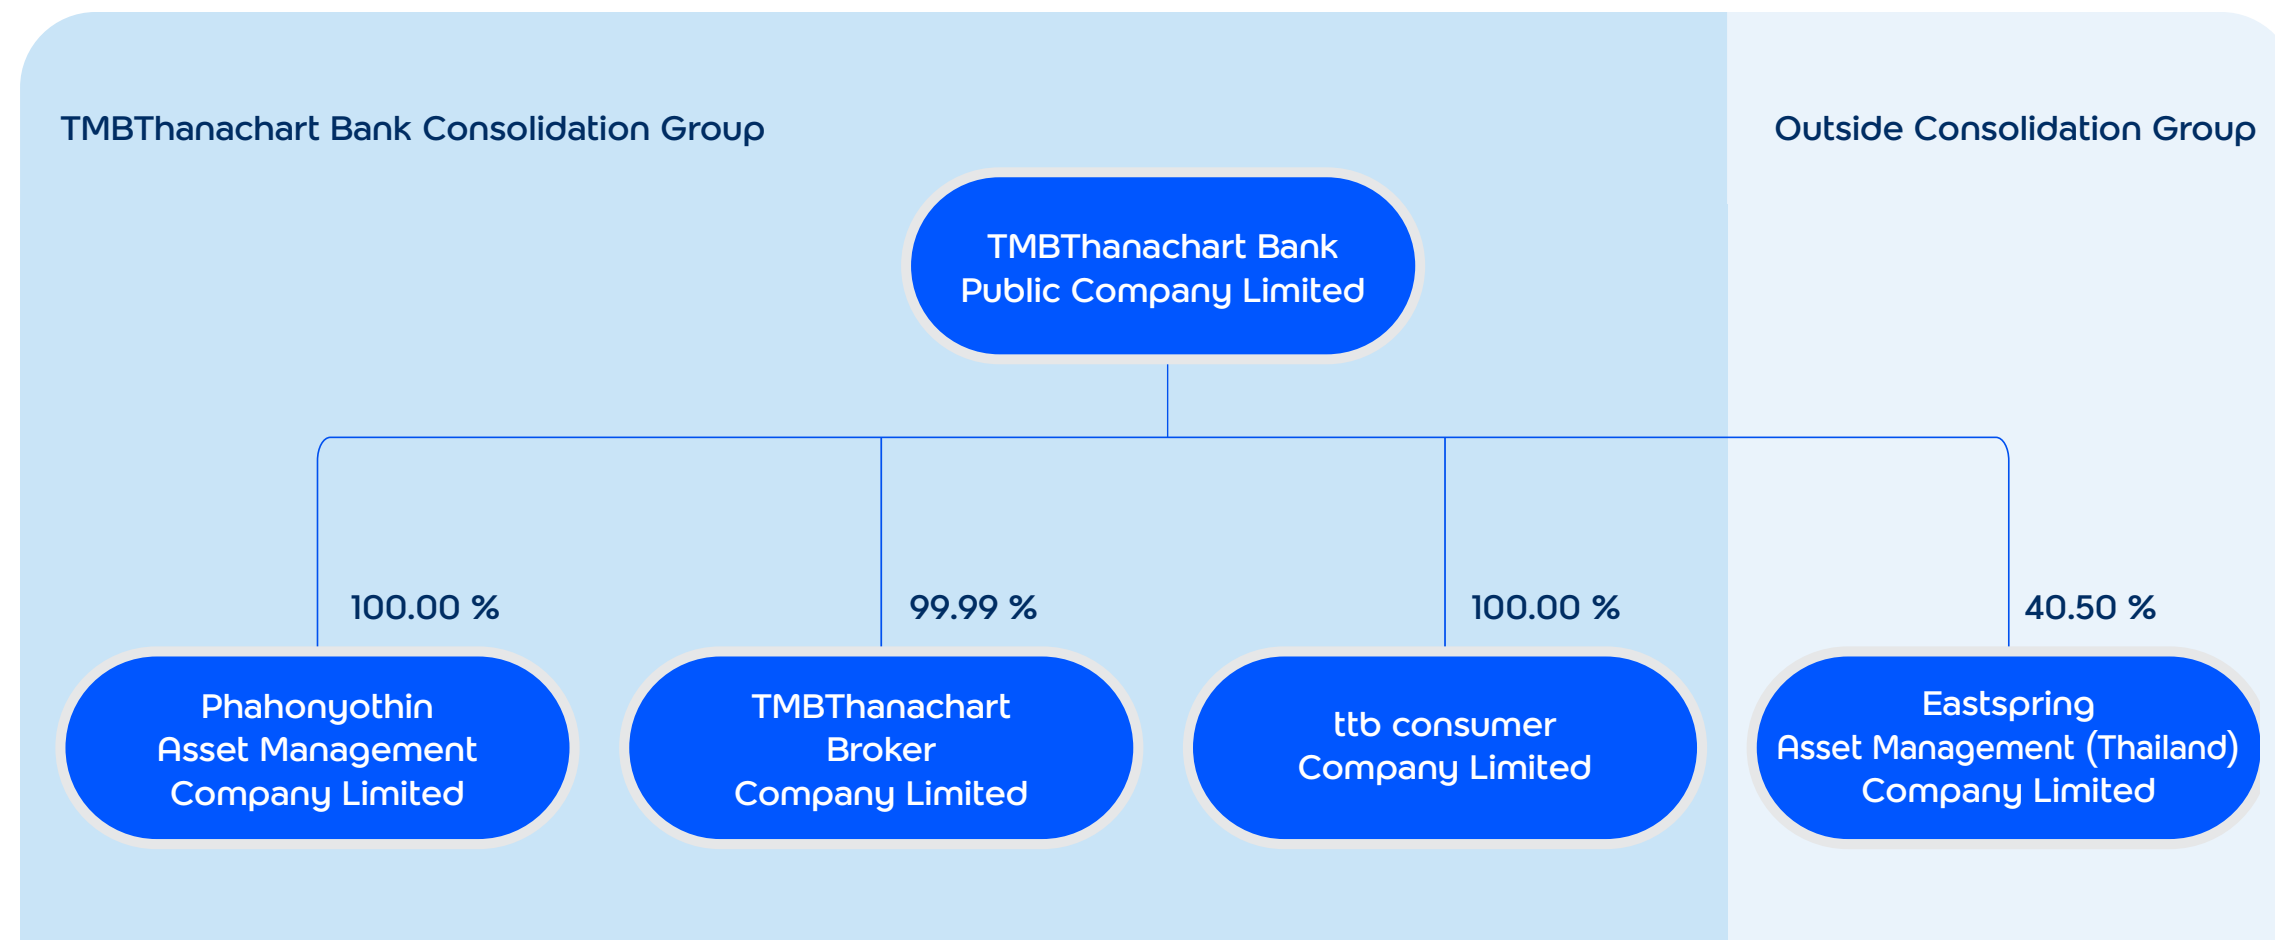 TMBThanachart Bank Consolidation Group
Outside Consolidation Group
TMBThanachart Bank
Public Company Limited
100.00 %
99.99 %
100.00 %
40.50 %
Phahonyothin
Asset Management
Company Limited
TMBThanachart
Broker
Company Limited
ttb consumer
Company Limited
Eastspring
Asset Management (Thailand)
Company Limited